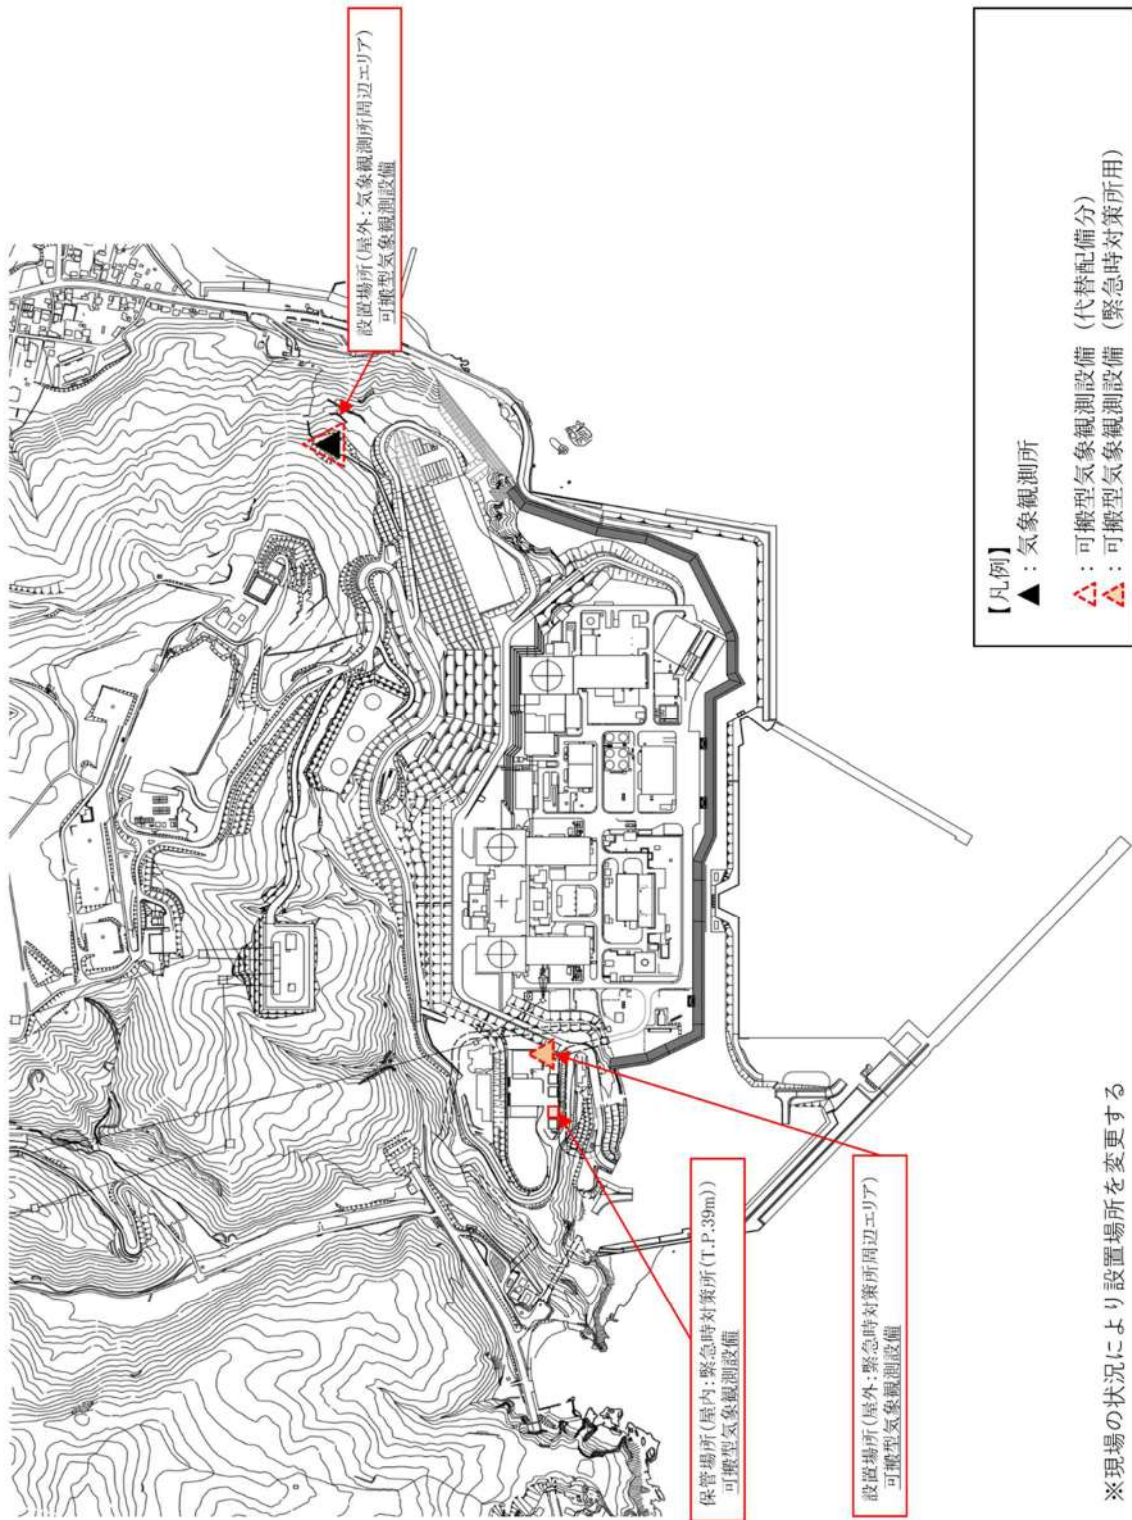 設置場所(屋外：気象観測所周辺エリア)
可搬型気象観測設備
保管場所(屋内：緊急時対策所(T.P.39m))
可搬型気象観測設備
設置場所(屋外：緊急時対策所周辺エリア)
可搬型気象観測設備
【凡例】
▲：気象観測所
：可搬型気象観測設備（代替配備分）
：可搬型気象観測設備（緊急時対策所用）
※現場の状況により設置場所を変更する